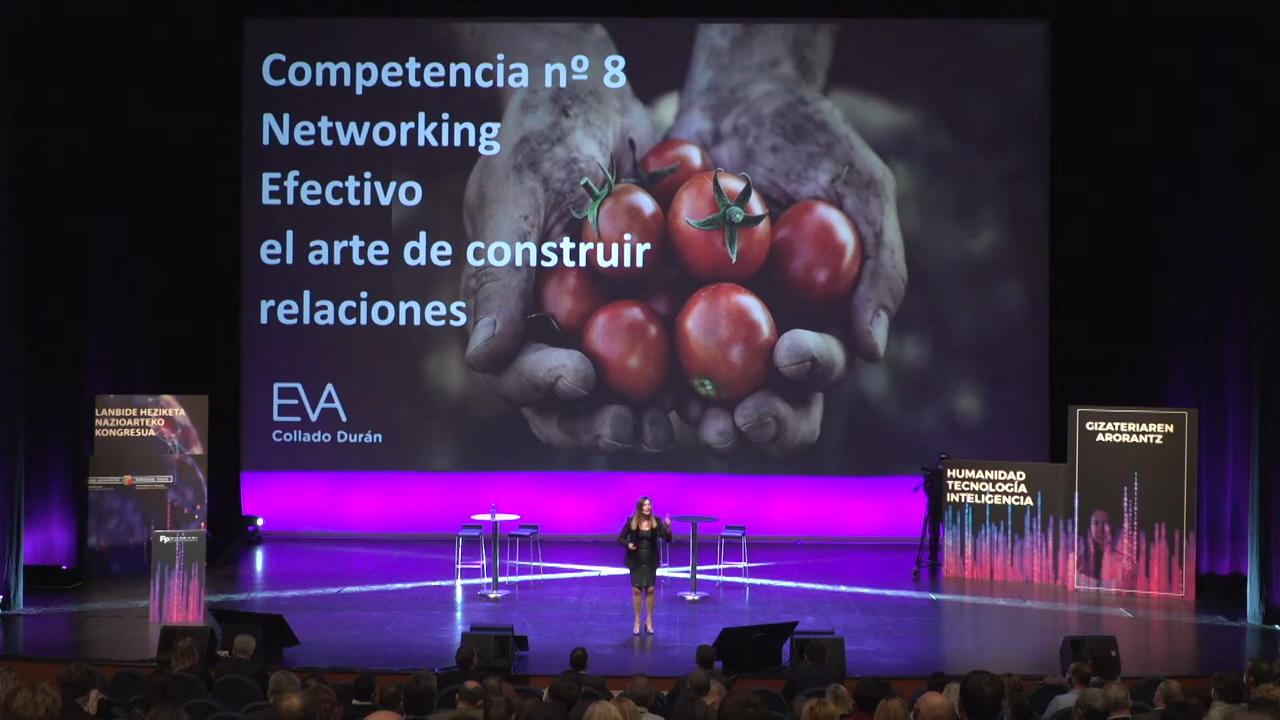 Competencia nº 8
Networking
Efectivo
el arte de construir
relaciones
EVA
Collado Durán
LANBIDE HEZIKETA
NAZIOARTEKO
KONGRESUA
HUMANIDAD
TECNOLOGÍA
INTELIGENCIA
GIZATERIAREN
ARORANTZ